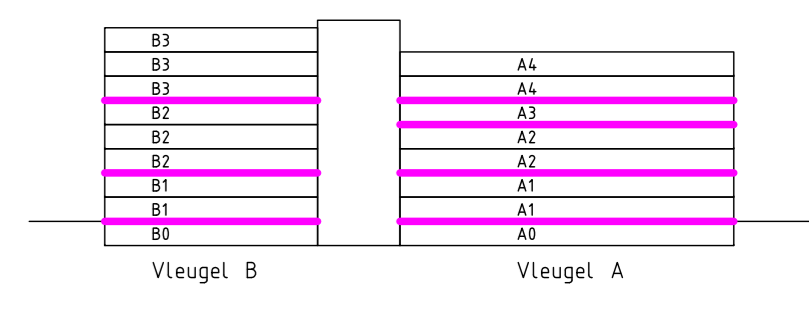 B3
B3 A4
B3 A4
B2 A3
B2 A2
B2 A2
B1 A1
B1 A1
B0 A0
Vleugel B Vleugel A